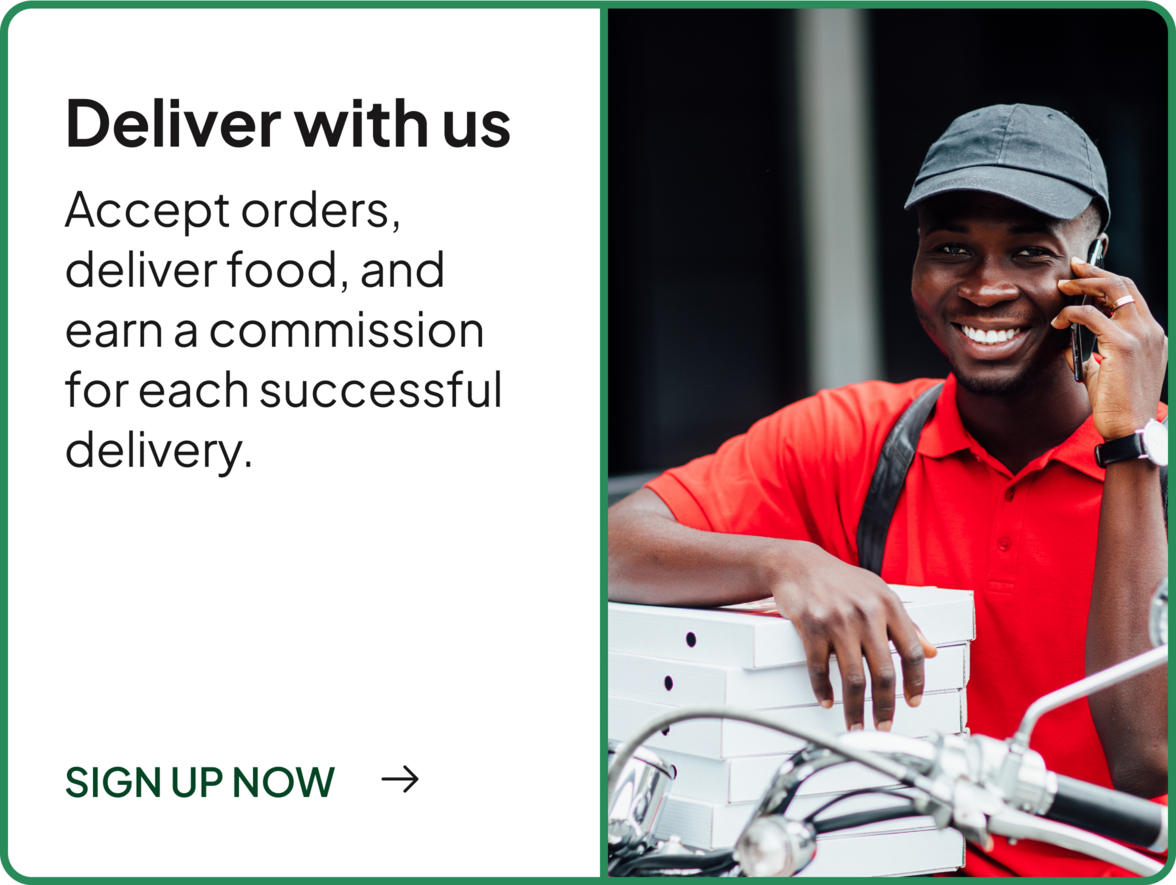 Deliver with us
Accept orders,
deliver food, and
earn a commission
for each successful
delivery.
SIGN UP NOW →